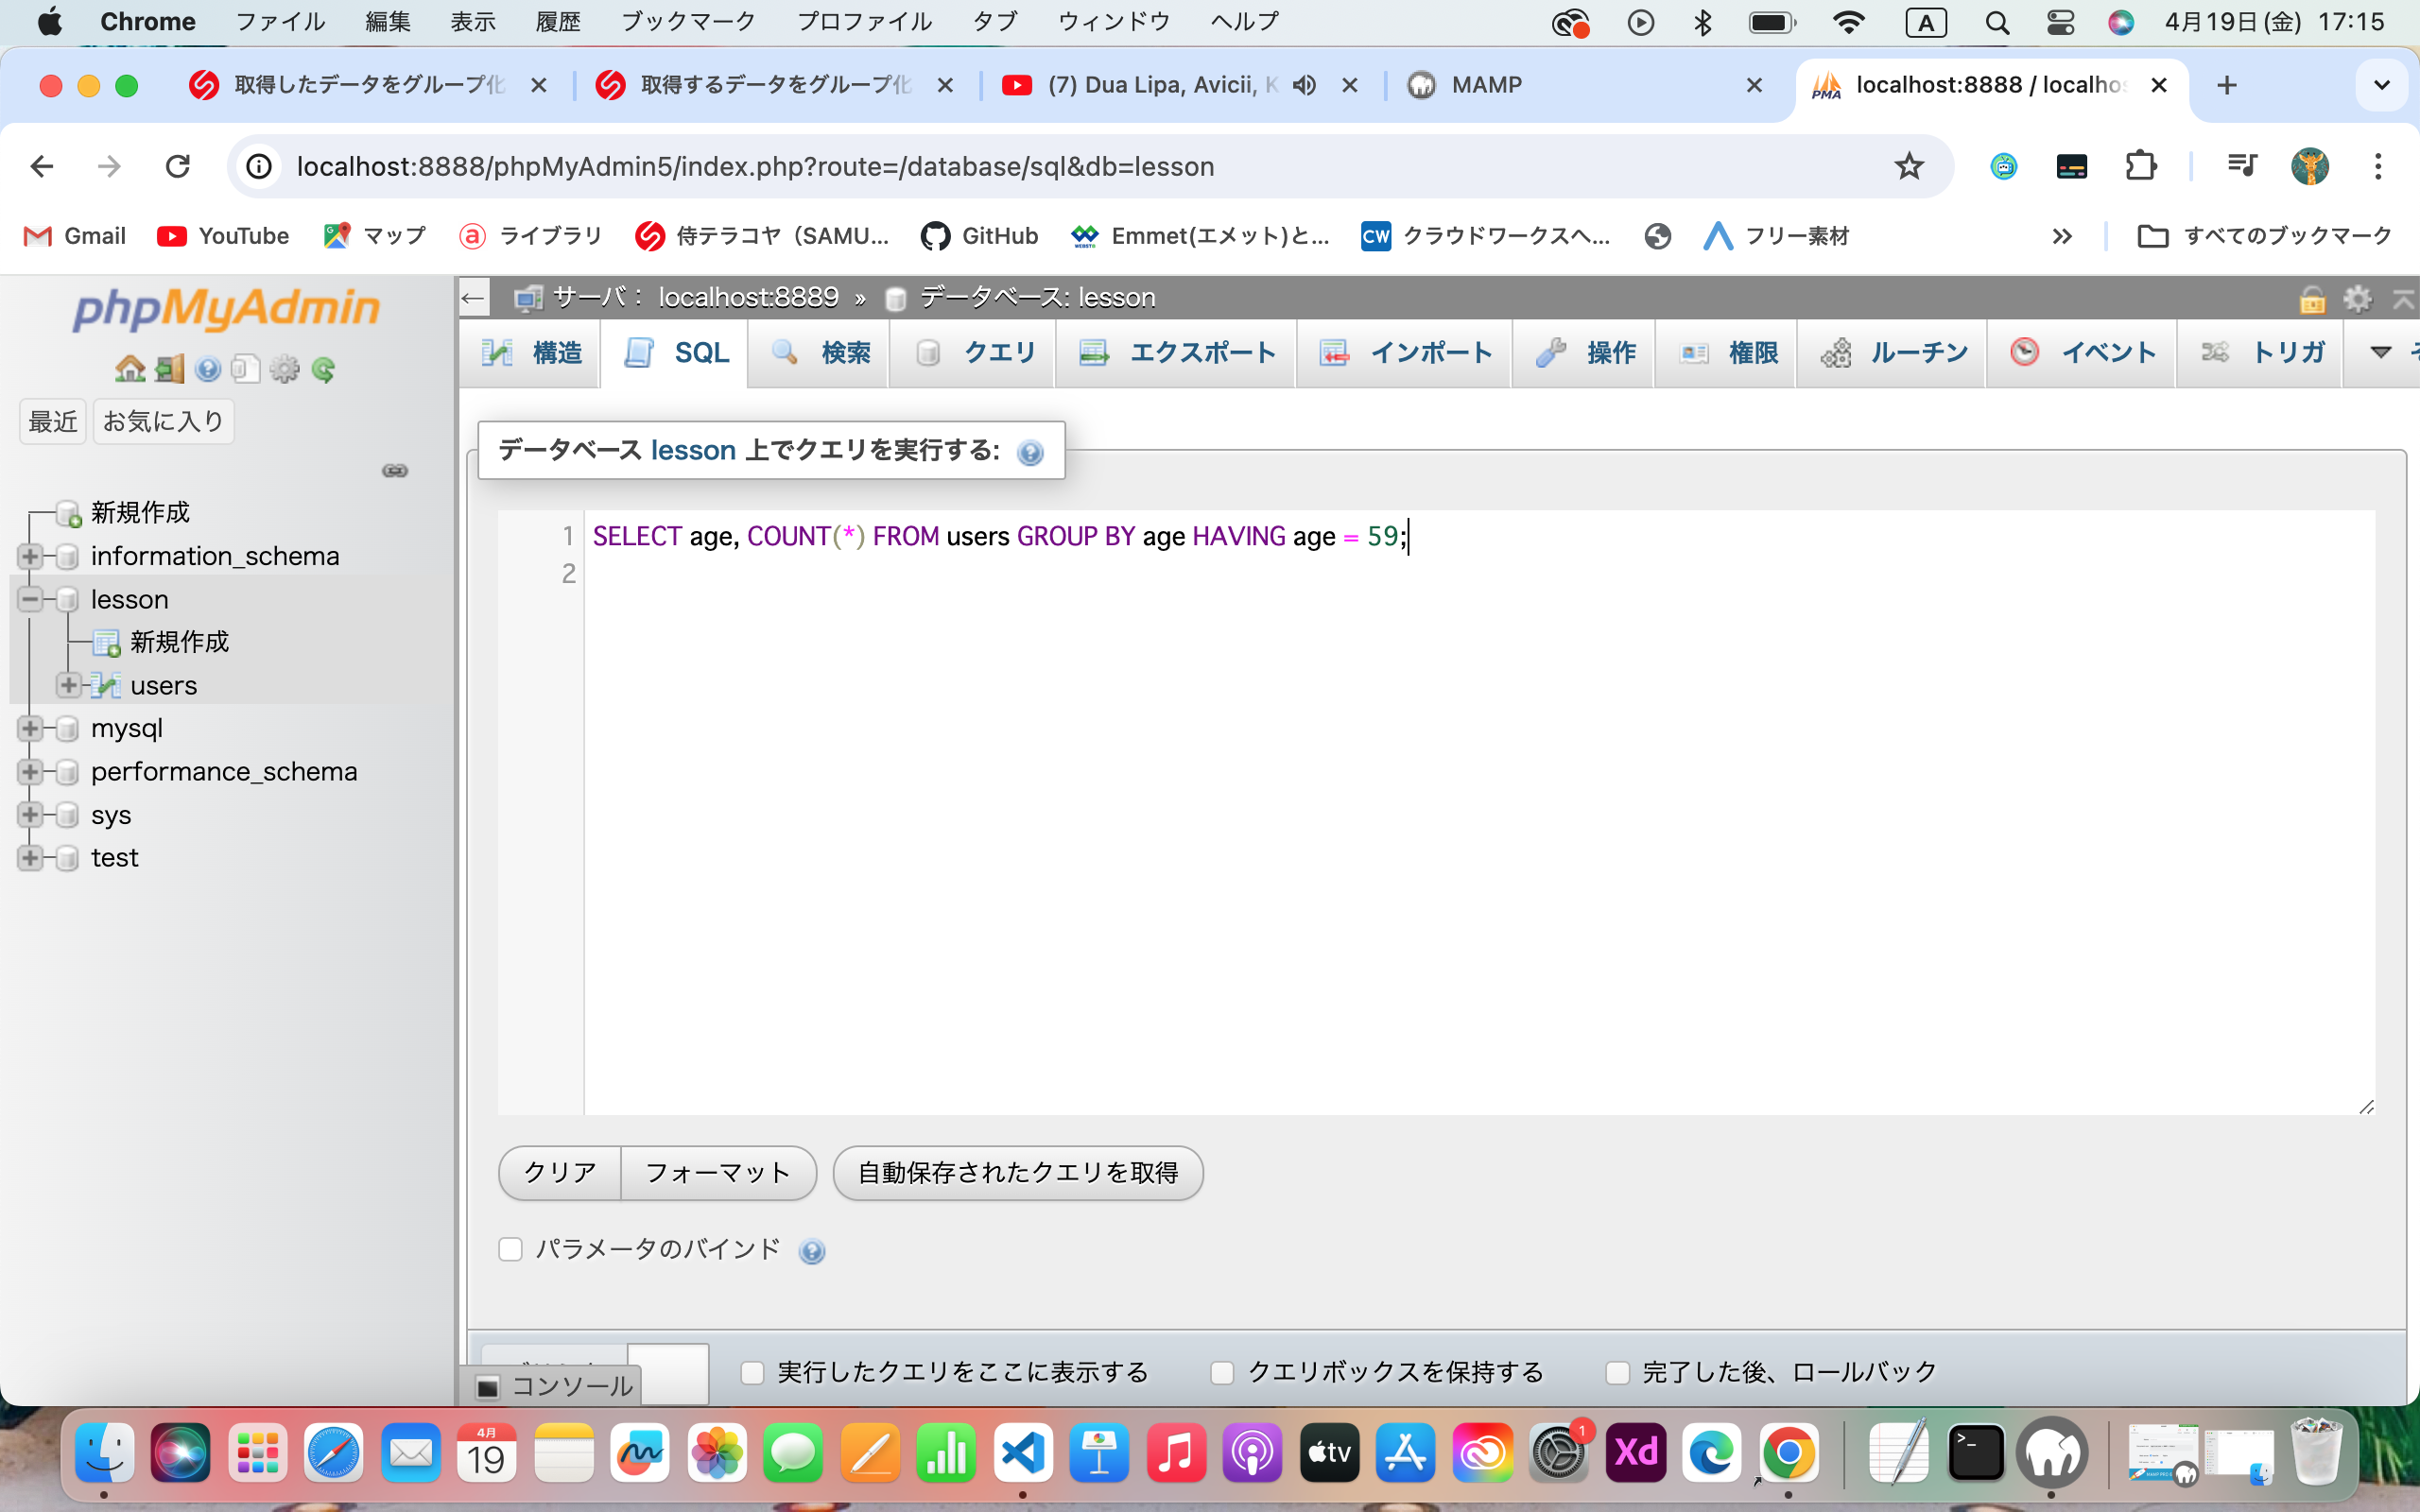 Chrome ファイル 編集 表示 履歴 ブックマーク プロファイル タブ ウィンドウ ヘルプ A 4月19日(金) 17:15
取得したデータをグループ化 取得するデータをグループ化 (7) Dua Lipa, Avicii, K MAMP localhost:8888 / localhos
localhost:8888/phpMyAdmin5/index.php?route=/database/sql&db=lesson
Gmail YouTube マップ ライブラリ 侍テラコヤ（SAMU... GitHub Emmet(エメット)と... CW クラウドワークスへ... フリー素材 すべてのブックマーク
phpMyAdmin
最近 お気に入り
新規作成
information_schema
lesson
新規作成
users
mysql
performance_schema
sys
test
サーバ: localhost:8889 » データベース: lesson
構造 SQL 検索 クエリ エクスポート インポート 操作 権限 ルーチン イベント トリガ
データベース lesson 上でクエリを実行する:
1 SELECT age, COUNT(*) FROM users GROUP BY age HAVING age = 59;
2
クリア フォーマット 自動保存されたクエリを取得
パラメータのバインド
コンソール 実行したクエリをここに表示する クエリボックスを保持する 完了した後、ロールバック
4月
19
tv
1
Xd